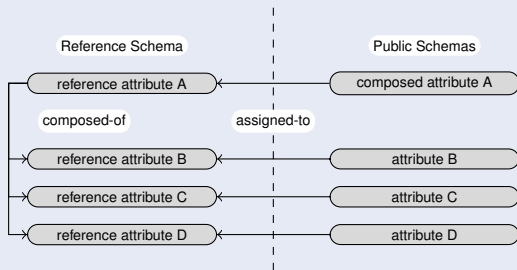 Reference Schema
Public Schemas
reference attribute A
composed attribute A
composed-of
assigned-to
reference attribute B
attribute B
reference attribute C
attribute C
reference attribute D
attribute D